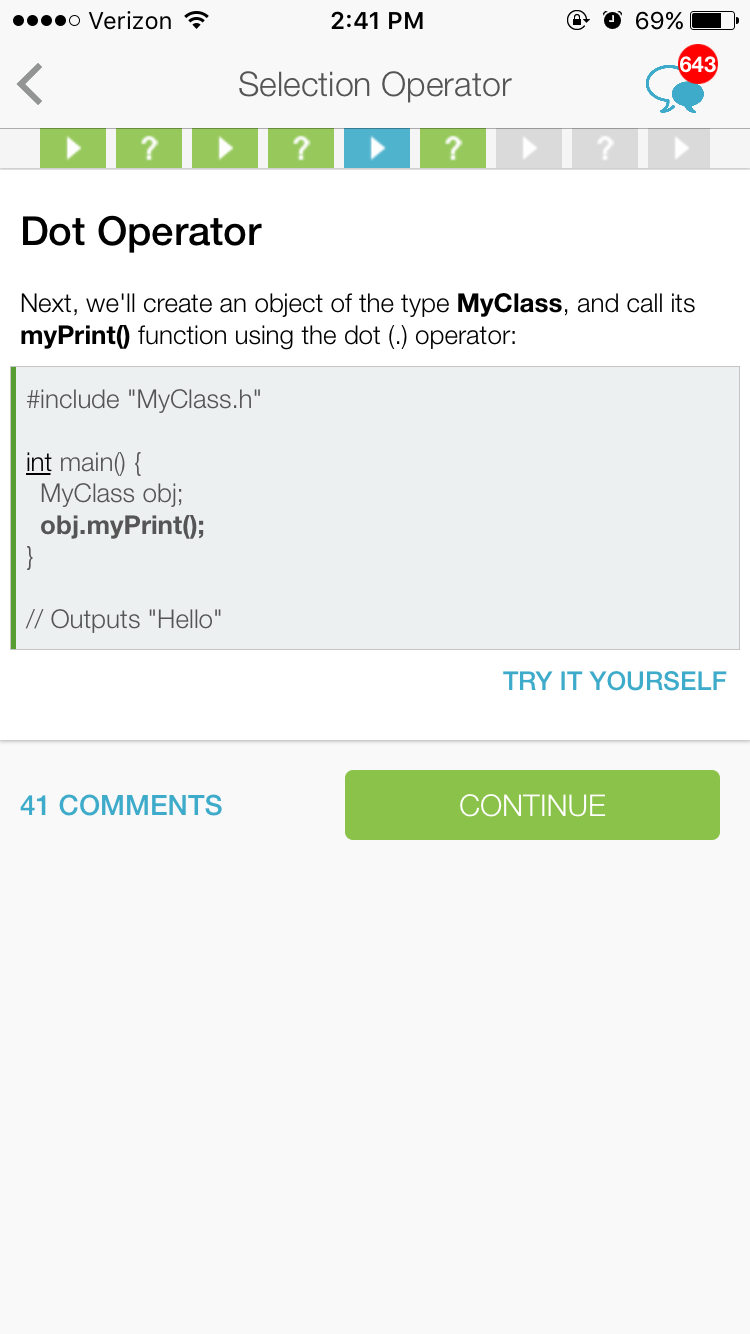 Verizon 2:41 PM 69%
Selection Operator 643
? ? ? ?
Dot Operator
Next, we'll create an object of the type MyClass, and call its
myPrint() function using the dot (.) operator:
#include "MyClass.h"
int main() {
MyClass obj;
obj.myPrint();
}
// Outputs "Hello"
TRY IT YOURSELF
41 COMMENTS CONTINUE